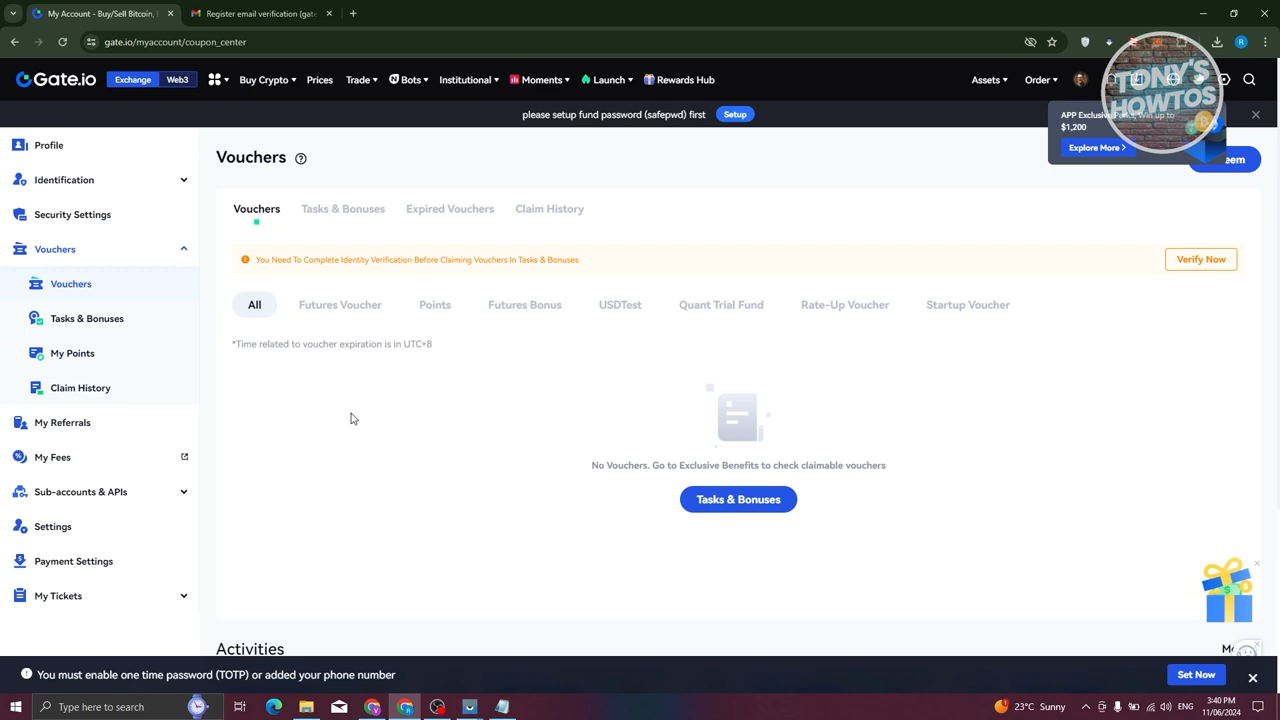 My Account - Buy/Sell Bitcoin,
Register email verification (gate
gate.io/myaccount/coupon_center
R
Gate.io
Exchange
Web3
Buy Crypto
Prices
Trade
Bots
Institutional
Moments
Launch
Rewards Hub
Assets
Order
TONY'S
HOWTOS
please setup fund password (safepwd) first
Setup
APP Exclusive Perks, Win up to
$1,200
Explore More >
Profile
Identification
Security Settings
Vouchers
Vouchers
Tasks & Bonuses
My Points
Claim History
My Referrals
My Fees
Sub-accounts & APIs
Settings
Payment Settings
My Tickets
Vouchers
Vouchers
Tasks & Bonuses
Expired Vouchers
Claim History
You Need To Complete Identity Verification Before Claiming Vouchers In Tasks & Bonuses
Verify Now
All
Futures Voucher
Points
Futures Bonus
USDTest
Quant Trial Fund
Rate-Up Voucher
Startup Voucher
*Time related to voucher expiration is in UTC+8
No Vouchers. Go to Exclusive Benefits to check claimable vouchers
Tasks & Bonuses
Activities
You must enable one time password (TOTP) or added your phone number
Set Now
Type here to search
23°C Sunny
3:40 PM
11/06/2024